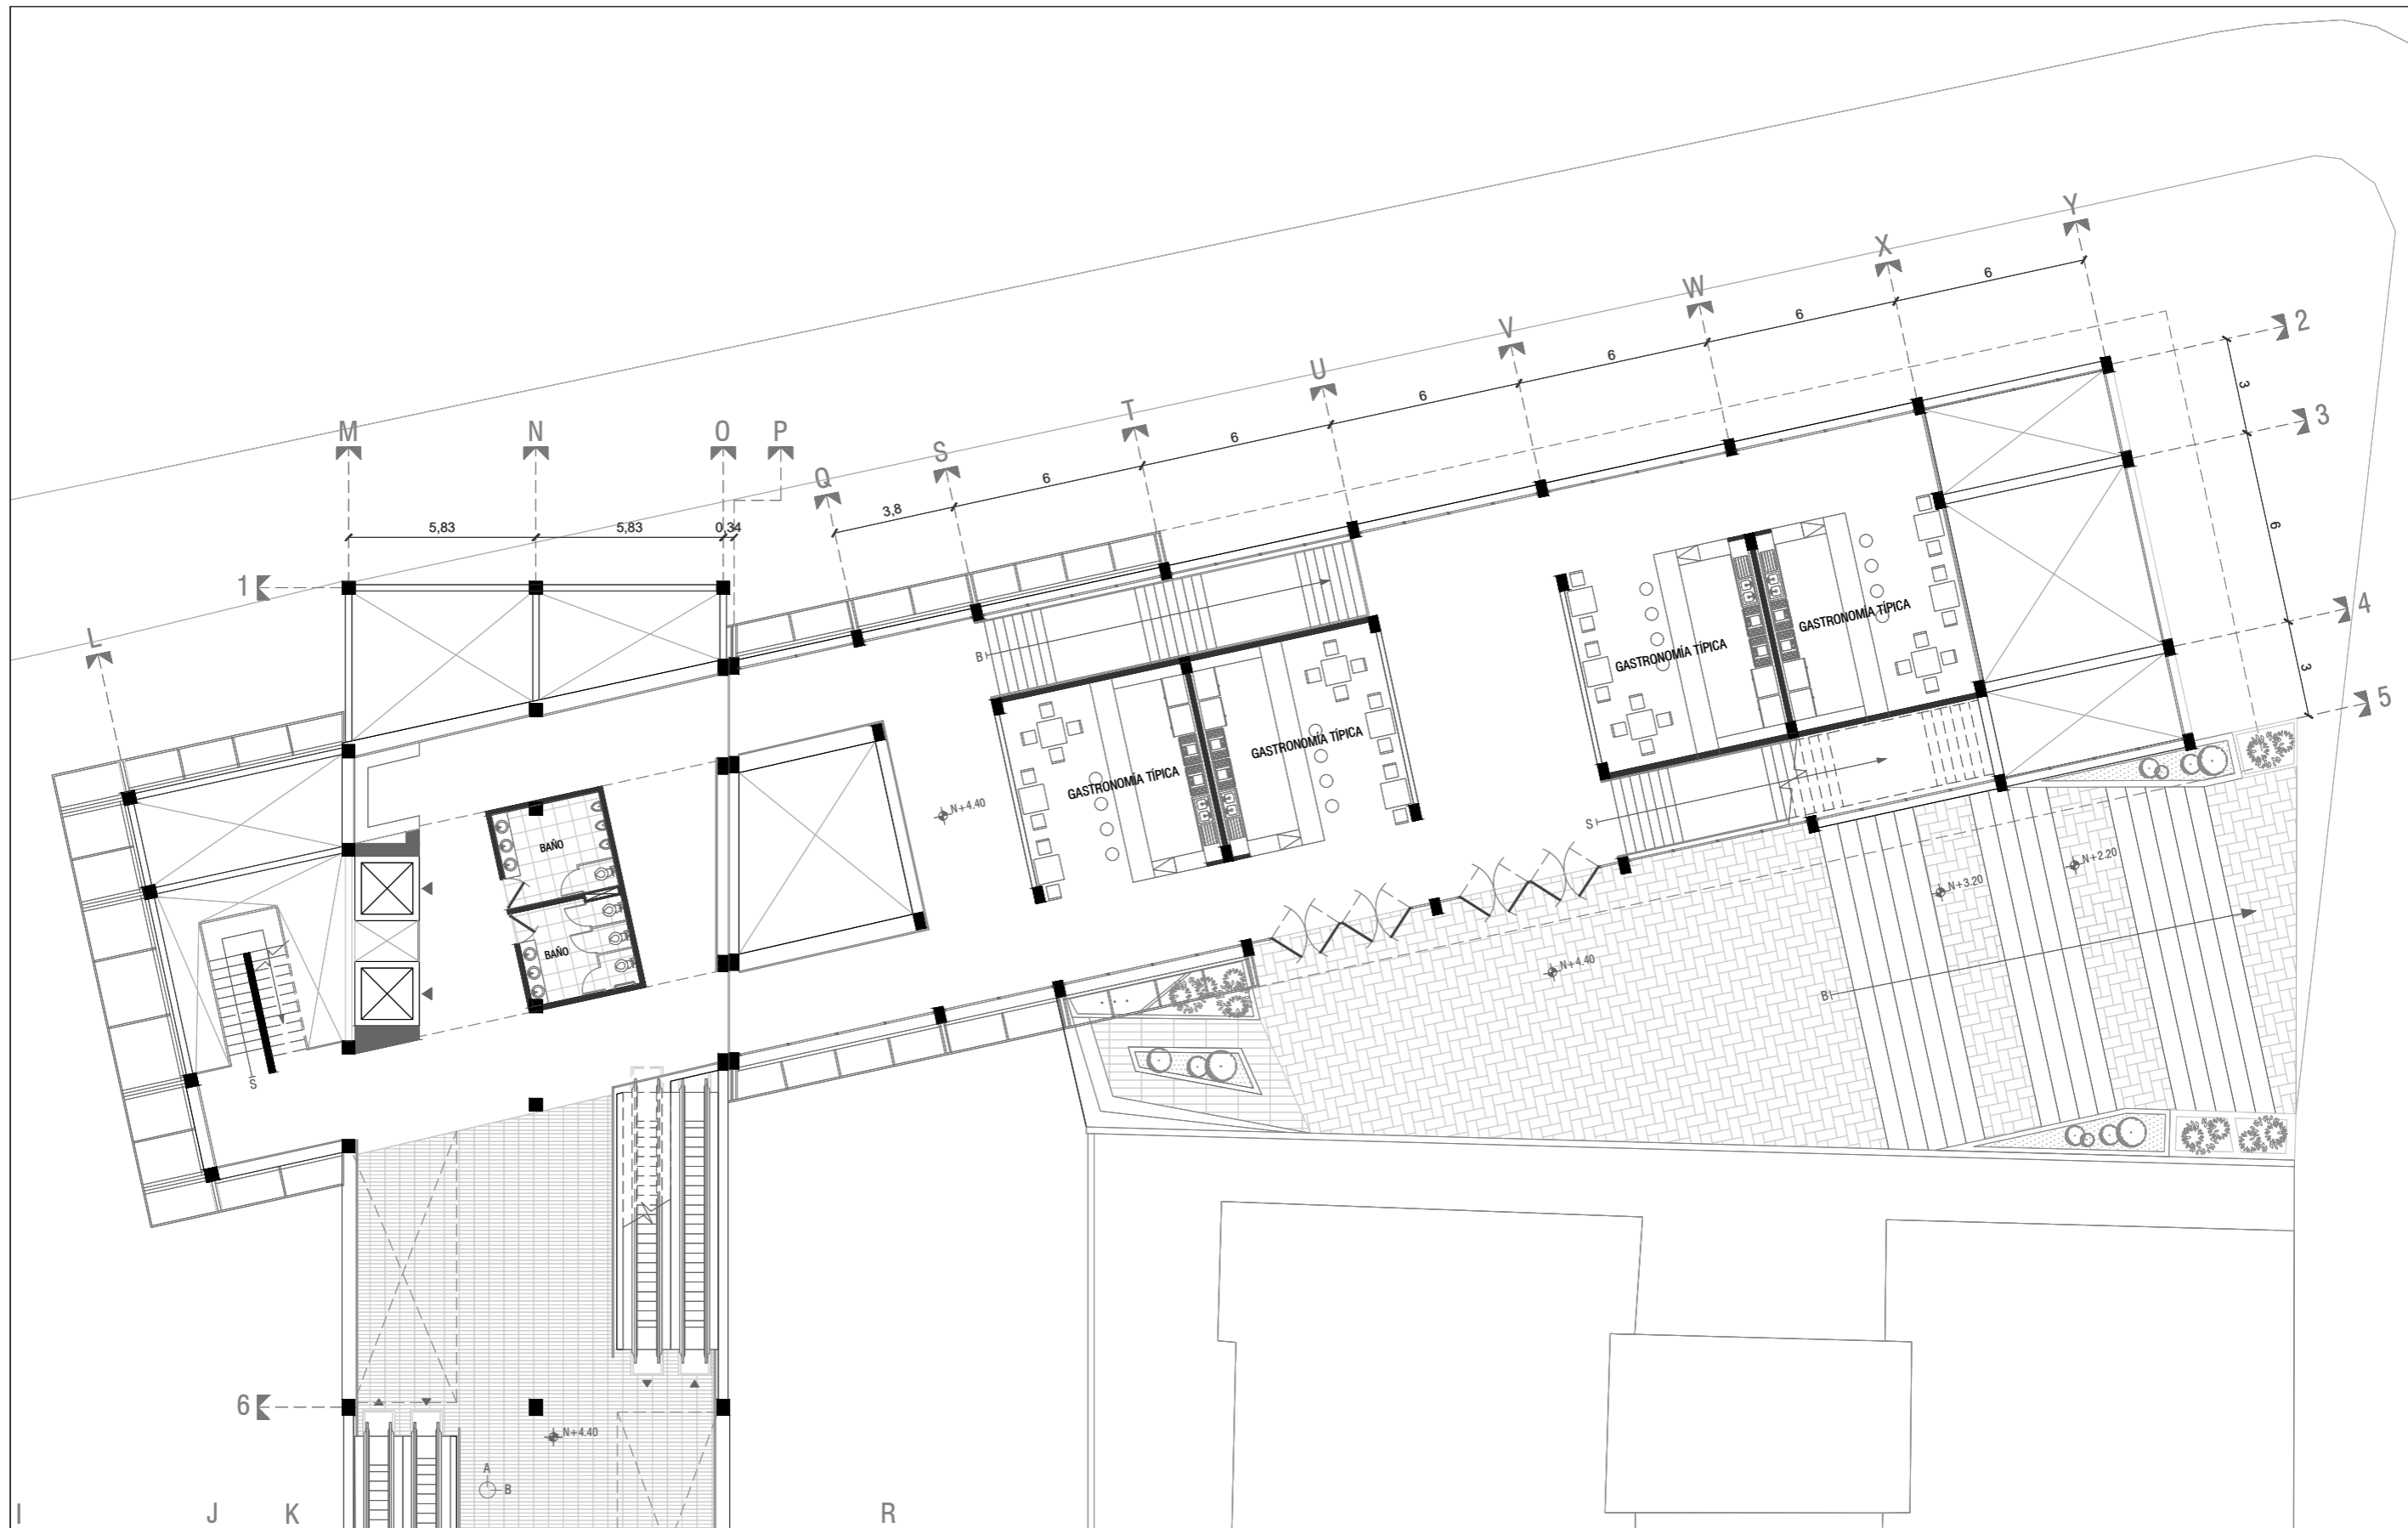 Y
X
6
W
2
6
V
3
U
6
3
T
6
M
N
O
P
S
6
Q
6
6
3,8
5,83
5,83
0,34
1
4
GASTRONOMÍA TÍPICA
GASTRONOMÍA TÍPICA
L
B
3
5
GASTRONOMÍA TÍPICA
GASTRONOMÍA TÍPICA
N+4.40
S
BAÑO
N+2.20
N+3.20
BAÑO
N+4.40
B
S
6
N+4.40
A
B
I
J
K
R